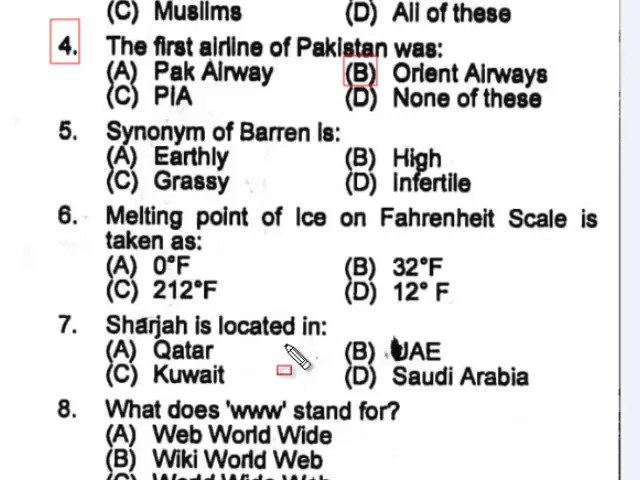 (C) Muslims (D) All of these
4. The first airline of Pakistan was:
(A) Pak Airway (B) Orient Airways
(C) PIA (D) None of these
5. Synonym of Barren is:
(A) Earthly (B) High
(C) Grassy (D) Infertile
6. Melting point of Ice on Fahrenheit Scale is
taken as:
(A) 0°F (B) 32°F
(C) 212°F (D) 12° F
7. Sharjah is located in:
(A) Qatar (B) UAE
(C) Kuwait (D) Saudi Arabia
8. What does 'www' stand for?
(A) Web World Wide
(B) Wiki World Web
(C) World Wide Web